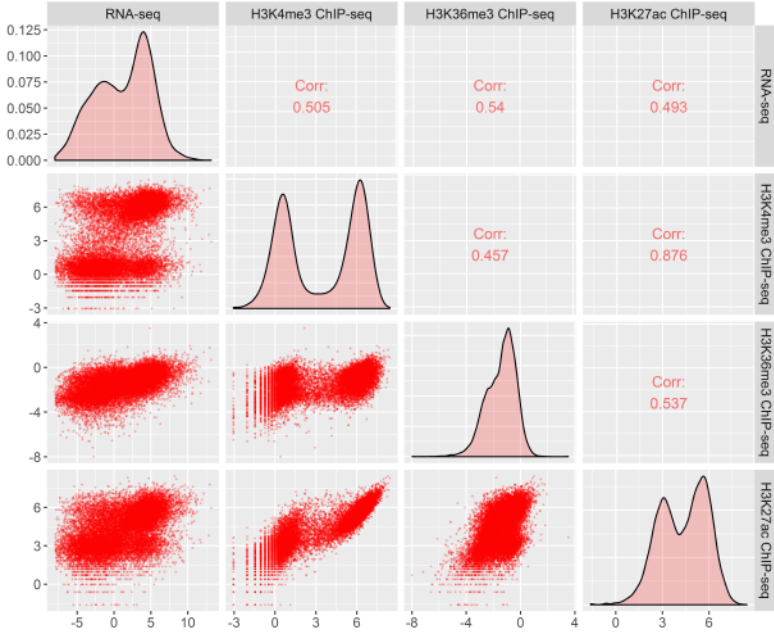 RNA-seq H3K4me3 ChIP-seq H3K36me3 ChIP-seq H3K27ac ChIP-seq
0.125
0.100
0.075
0.050
0.025
0.000
Corr:
0.505
Corr:
0.54
Corr:
0.493
RNA-seq
6
3
0
-3
Corr:
0.457
Corr:
0.876
H3K4me3 ChIP-seq
4
0
-4
-8
Corr:
0.537
H3K36me3 ChIP-seq
6
3
0
H3K27ac ChIP-seq
-5 0 5 10 -3 0 3 6 -8 -4 0 4 0 3 6